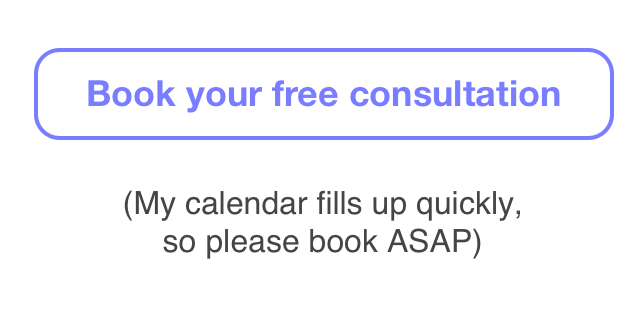 Book your free consultation
(My calendar fills up quickly,
so please book ASAP)